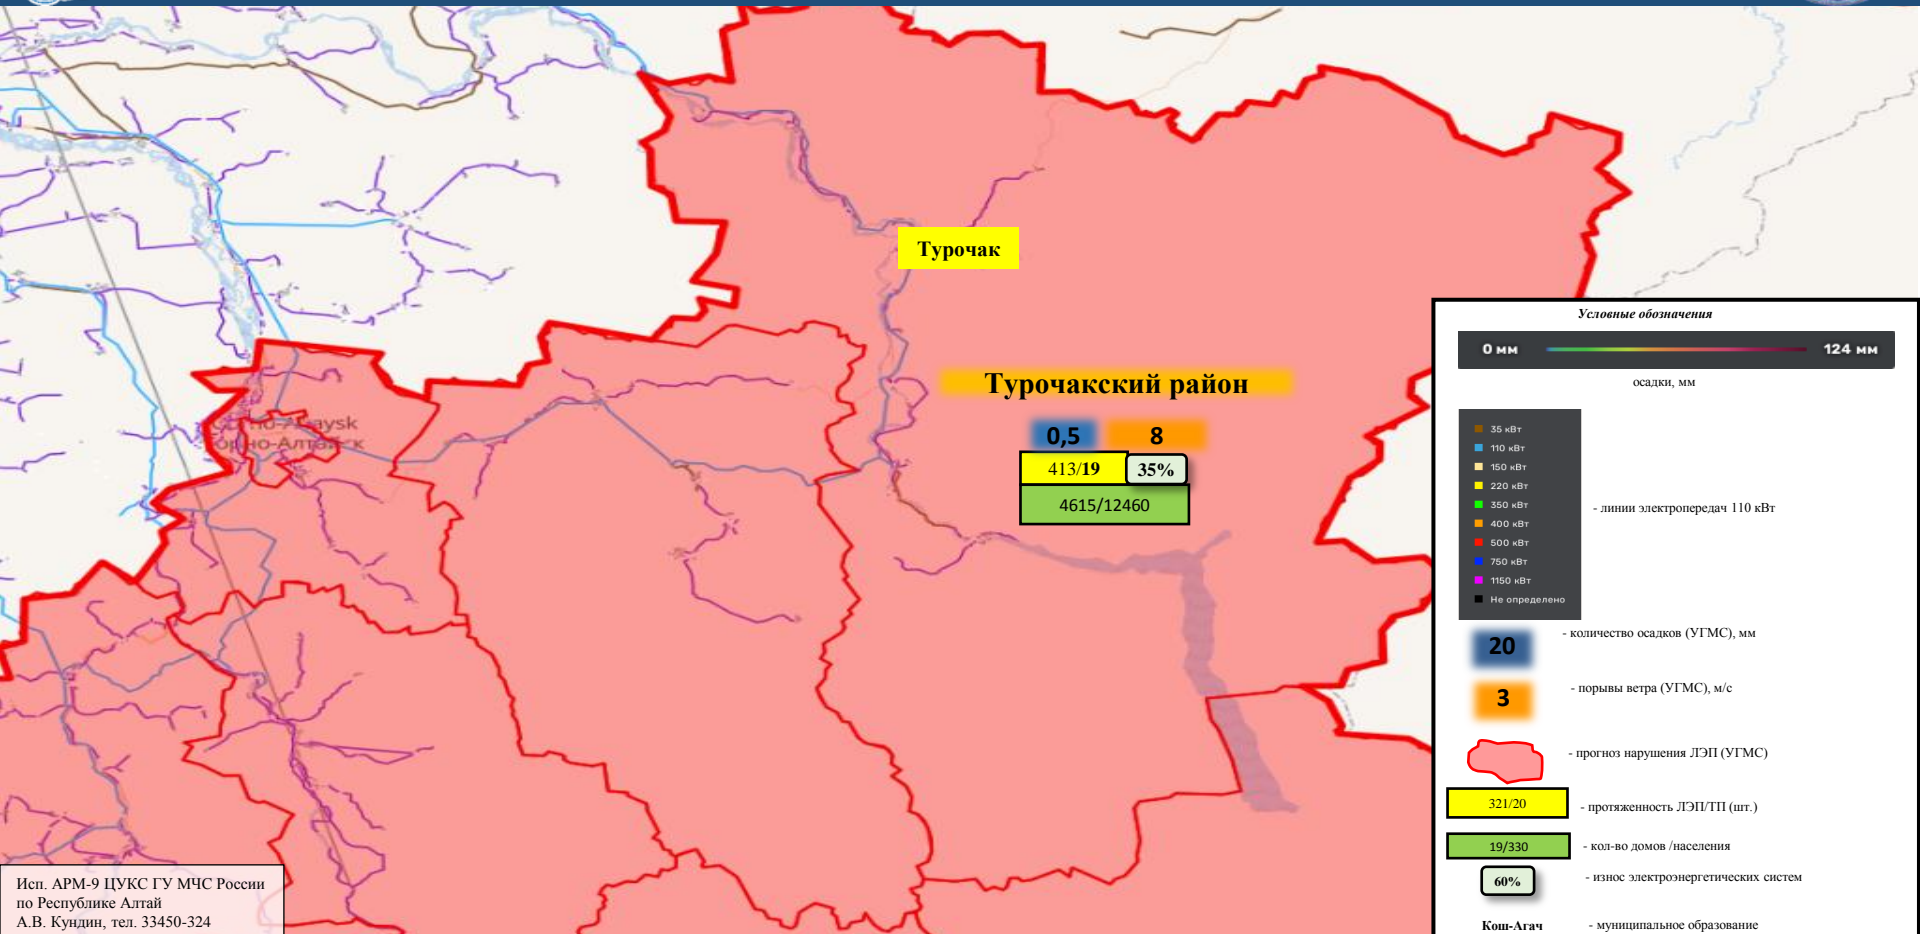 Турочак
Турочакский район
0,5 8
413/19 35%
4615/12460
Условные обозначения
0 мм 124 мм
осадки, мм
35 кВт
110 кВт
150 кВт
220 кВт
350 кВт
400 кВт
500 кВт
750 кВт
1150 кВт
Не определено
- линии электропередач 110 кВт
20 - количество осадков (УГМС), мм
3 - порывы ветра (УГМС), м/с
- прогноз нарушения ЛЭП (УГМС)
321/20 - протяженность ЛЭП/ТП (шт.)
19/330 - кол-во домов /населения
60% - износ электроэнергетических систем
Кош-Агач - муниципальное образование
Исп. АРМ-9 ЦУКС ГУ МЧС России
по Республике Алтай
А.В. Кундин, тел. 33450-324